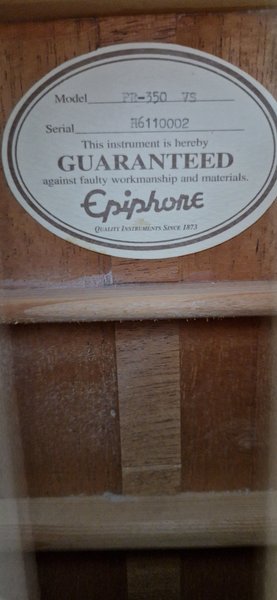 Model PR-350 VS
Serial R6110002
This instrument is hereby
GUARANTEED
against faulty workmanship and materials.
Epiphone
QUALITY INSTRUMENTS SINCE 1873